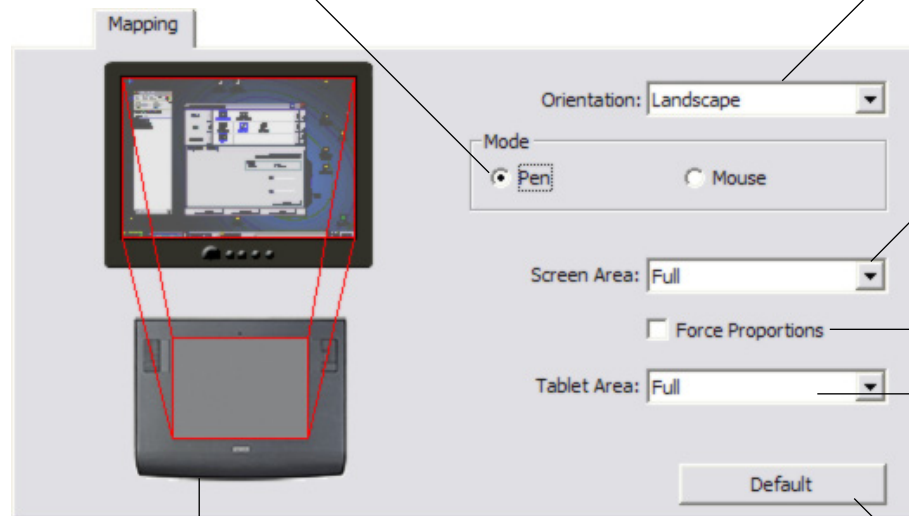 Mapping
Orientation: Landscape
Mode
Pen
Mouse
Screen Area: Full
Force Proportions
Tablet Area: Full
Default